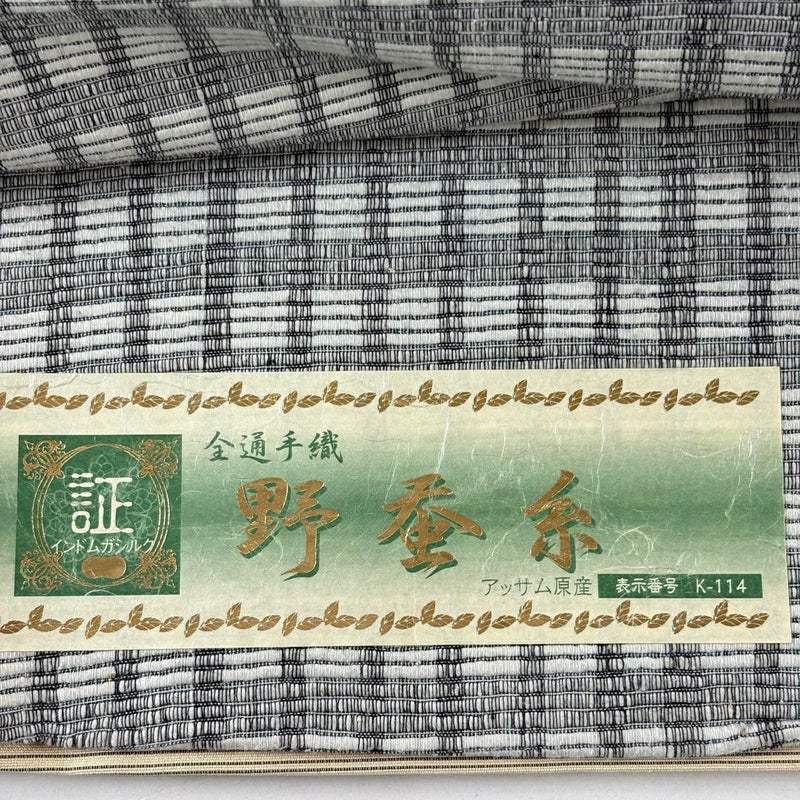 全通手織
証
インドムガシルク
野蚕糸
アッサム原産
表示番号 K-114